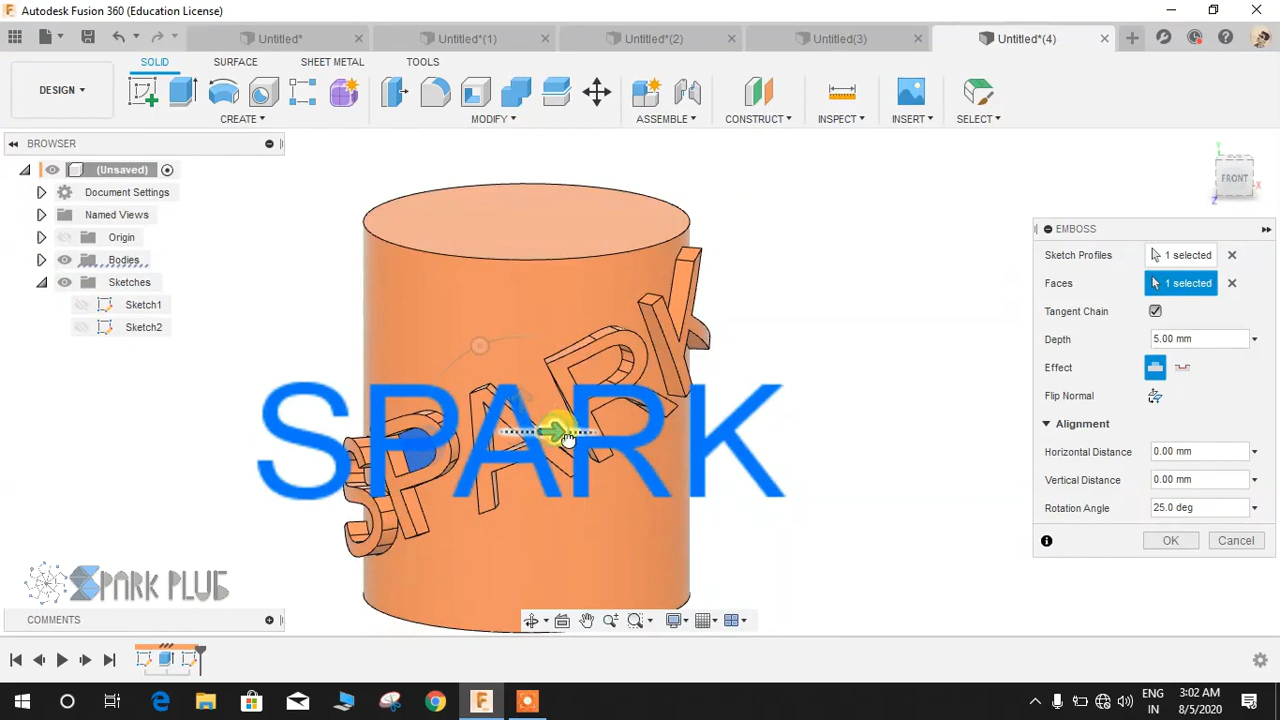 Autodesk Fusion 360 (Education License)
Untitled*
Untitled*(1)
Untitled*(2)
Untitled(3)
Untitled*(4)
DESIGN
SOLID
SURFACE
SHEET METAL
TOOLS
CREATE
MODIFY
ASSEMBLE
CONSTRUCT
INSPECT
INSERT
SELECT
BROWSER
(Unsaved)
Document Settings
Named Views
Origin
Bodies
Sketches
Sketch1
Sketch2
FRONT
Y
X
Z
EMBOSS
Sketch Profiles 1 selected
Faces 1 selected
Tangent Chain
Depth 5.00 mm
Effect
Flip Normal
Alignment
Horizontal Distance 0.00 mm
Vertical Distance 0.00 mm
Rotation Angle 25.0 deg
OK Cancel
SPARK
SPARK
SPARK PLUG
COMMENTS
ENG
IN
3:02 AM
8/5/2020